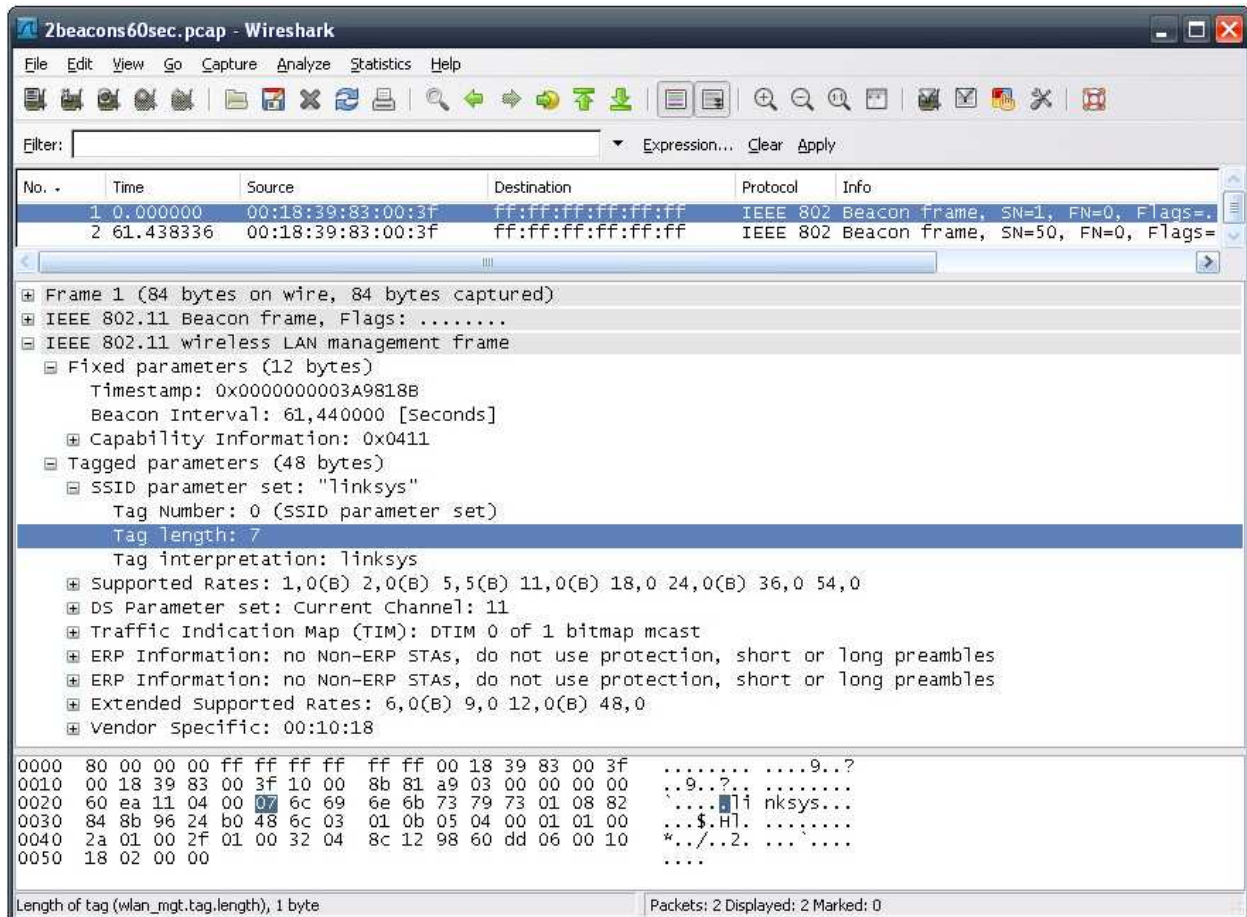 2beacons60sec.pcap - Wireshark
File Edit View Go Capture Analyze Statistics Help
Filter: Expression... Clear Apply
No. . Time Source Destination Protocol Info
1 0.000000 00:18:39:83:00:3f ff:ff:ff:ff:ff:ff IEEE 802 Beacon frame, SN=1, FN=0, Flags=.
2 61.438336 00:18:39:83:00:3f ff:ff:ff:ff:ff:ff IEEE 802 Beacon frame, SN=50, FN=0, Flags=
Frame 1 (84 bytes on wire, 84 bytes captured)
IEEE 802.11 Beacon frame, Flags: ........
IEEE 802.11 wireless LAN management frame
Fixed parameters (12 bytes)
Timestamp: 0x0000000003A9818B
Beacon Interval: 61,440000 [Seconds]
Capability Information: 0x0411
Tagged parameters (48 bytes)
SSID parameter set: "linksys"
Tag Number: 0 (SSID parameter set)
Tag length: 7
Tag interpretation: linksys
Supported Rates: 1,0(B) 2,0(B) 5,5(B) 11,0(B) 18,0 24,0(B) 36,0 54,0
DS Parameter set: Current Channel: 11
Traffic Indication Map (TIM): DTIM 0 of 1 bitmap mcast
ERP Information: no Non-ERP STAs, do not use protection, short or long preambles
ERP Information: no Non-ERP STAs, do not use protection, short or long preambles
Extended Supported Rates: 6,0(B) 9,0 12,0(B) 48,0
Vendor Specific: 00:10:18
0000 80 00 00 00 ff ff ff ff ff ff 00 18 39 83 00 3f ........ ....9..?
0010 00 18 39 83 00 3f 10 00 8b 81 a9 03 00 00 00 00 ..9..?.. ........
0020 60 ea 11 04 00 07 6c 69 6e 6b 73 79 73 01 08 82 `.....li nksys...
0030 84 8b 96 24 b0 48 6c 03 01 0b 05 04 00 01 01 00 ...$.Hl. ........
0040 2a 01 00 2f 01 00 32 04 8c 12 98 60 dd 06 00 10 *../..2. ...`....
0050 18 02 00 00 ....
Length of tag (wlan_mgt.tag.length), 1 byte Packets: 2 Displayed: 2 Marked: 0